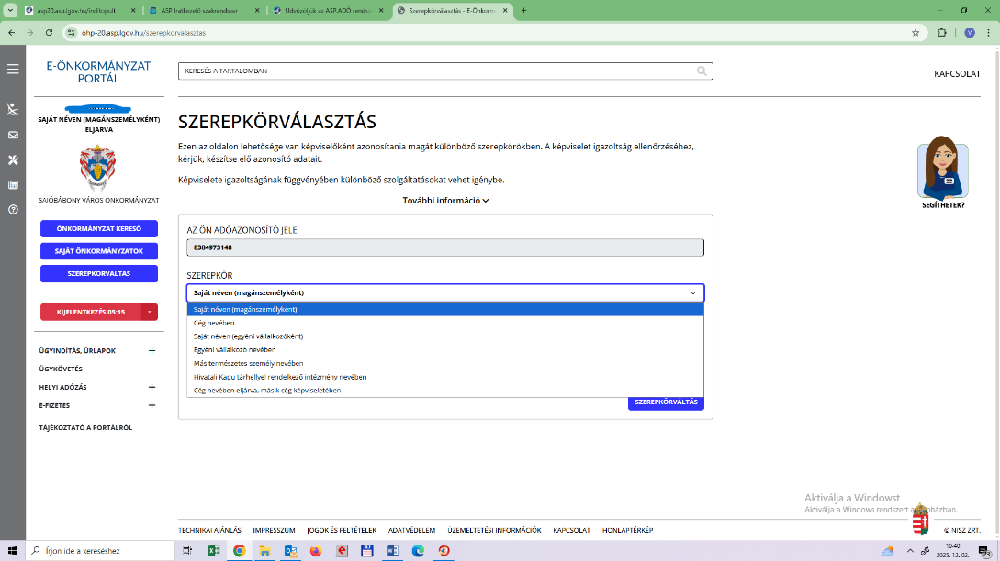 asp20.asp.lgov.hu/inditopult
ASP Iratkezelő szakrendszer
Üdvözöljük az ASP.ADÓ rendsz
Szerepkörválasztás - E-Önkorm
ohp-20.asp.lgov.hu/szerepkorvalasztas
V
E-ÖNKORMÁNYZAT
PORTÁL
KERESÉS A TARTALOMBAN
KAPCSOLAT
SAJÁT NÉVEN (MAGÁNSZEMÉLYKÉNT)
ELJÁRVA
SAJÓBÁBONY VÁROS ÖNKORMÁNYZAT
ÖNKORMÁNYZAT KERESŐ
SAJÁT ÖNKORMÁNYZATOK
SZEREPKÖRVÁLTÁS
KIJELENTKEZÉS 05:15
ÜGYINDÍTÁS, ŰRLAPOK
ÜGYKÖVETÉS
HELYI ADÓZÁS
E-FIZETÉS
TÁJÉKOZTATÓ A PORTÁLRÓL
SZEREPKÖRVÁLASZTÁS
Ezen az oldalon lehetősége van képviselőként azonosítania magát különböző szerepkörökben. A képviselet igazoltság ellenőrzéséhez,
kérjük, készítse elő azonosító adatait.
Képviselete igazoltságának függvényében különböző szolgáltatásokat vehet igénybe.
További információ
AZ ÖN ADÓAZONOSÍTÓ JELE
8384973148
SZEREPKÖR
Saját néven (magánszemélyként)
Saját néven (magánszemélyként)
Cég nevében
Saját néven (egyéni vállalkozóként)
Egyéni vállalkozó nevében
Más természetes személy nevében
Hivatali Kapu tárhellyel rendelkező intézmény nevében
Cég nevében eljárva, másik cég képviseletében
SZEREPKÖRVÁLTÁS
SEGÍTHETEK?
Aktiválja a Windowst
Aktiválja a Windows rendszert a Gépházban.
TECHNIKAI AJÁNLÁS IMPRESSZUM JOGOK ÉS FELTÉTELEK ADATVÉDELEM ÜZEMELTETÉSI INFORMÁCIÓK KAPCSOLAT HONLAPTÉRKÉP
© NISZ ZRT.
Írjon ide a kereséshez
10:40
2025. 12. 02.
23